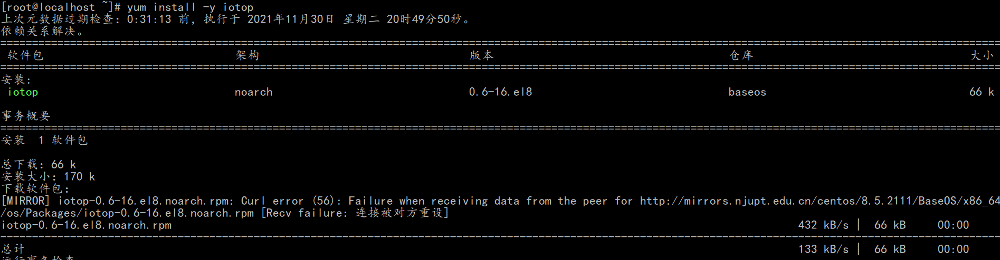 [root@localhost ~]# yum install -y iotop
上次元数据过期检查：0:31:13 前，执行于 2021年11月30日 星期二 20时49分50秒。
依赖关系解决。
================================================================================
软件包 架构 版本 仓库 大小
================================================================================
安装:
iotop noarch 0.6-16.el8 baseos 66 k
事务概要
================================================================================
安装  1 软件包
总下载：66 k
安装大小：170 k
下载软件包：
[MIRROR] iotop-0.6-16.el8.noarch.rpm: Curl error (56): Failure when receiving data from the peer for http://mirrors.njupt.edu.cn/centos/8.5.2111/BaseOS/x86_64
/os/Packages/iotop-0.6-16.el8.noarch.rpm [Recv failure: 连接被对方重设]
iotop-0.6-16.el8.noarch.rpm 432 kB/s |  66 kB     00:00
--------------------------------------------------------------------------------
总计 133 kB/s |  66 kB     00:00